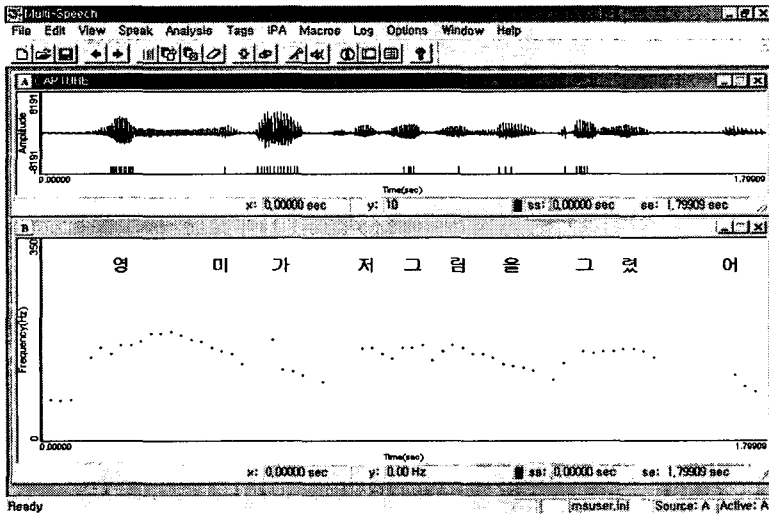 Multi-Speech
File Edit View Speak Analysis Tags IPA Macros Log Options Window Help
A CAPTURE
Amplitude
8191
-8191
0.00000 1.79909
Time(sec)
x: 0.00000 sec y: 10 ss: 0.00000 sec se: 1.79909 sec
B
Frequency(Hz)
350
0
영 미 가 저 그 림 을 그 렸 어
0.00000 1.79909
Time(sec)
x: 0.00000 sec y: 0.00 Hz ss: 0.00000 sec se: 1.79909 sec
Ready msuser.ini Source: A Active: A